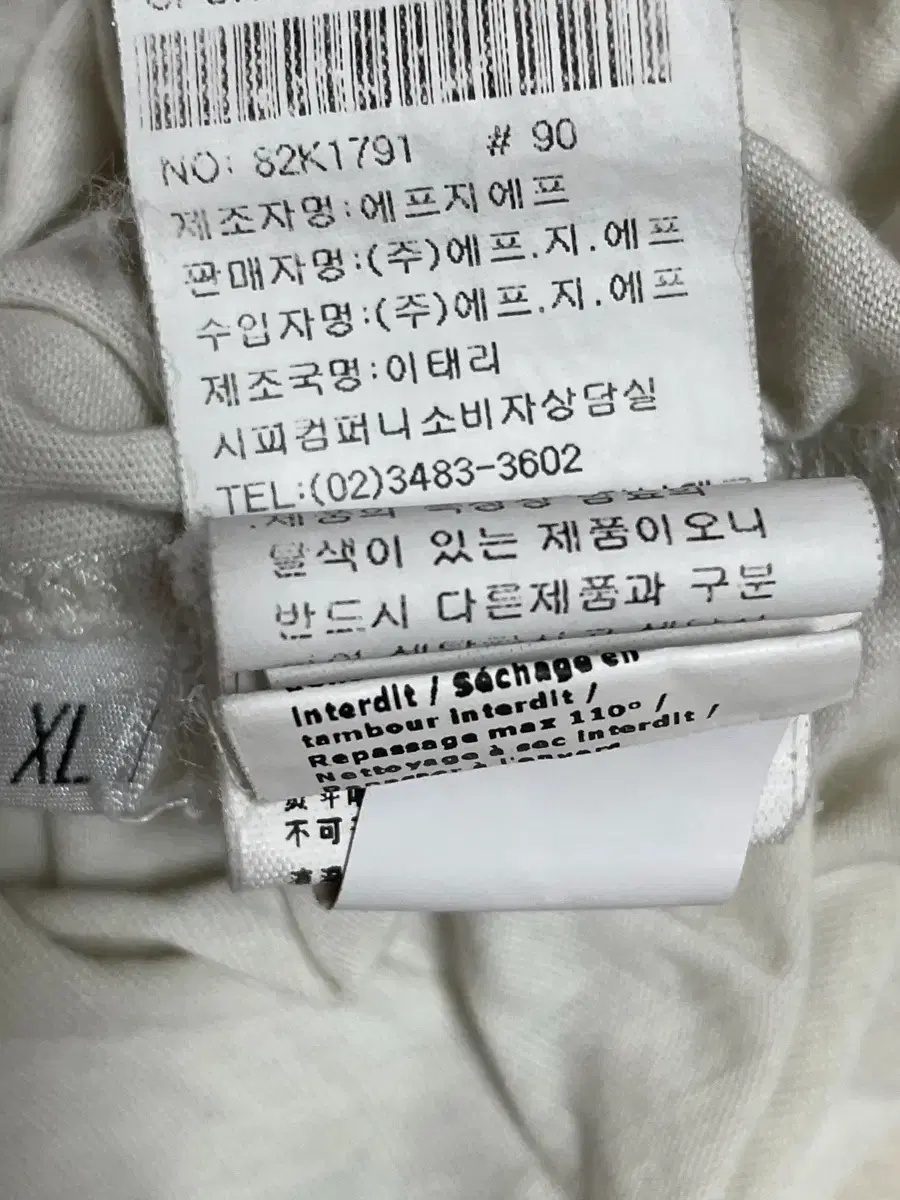 NO: 82K1791 # 90
제조자명:에프지에프
판매자명:(주)에프.지.에프
수입자명:(주)에프.지.에프
제조국명:이태리
시피컴퍼니소비자상담실
TEL:(02)3483-3602
탈색이 있는 제품이오니
반드시 다른제품과 구분
Interdit / Séchage en
tambour interdit /
Repassage max 110° /
Nettoyage à sec interdit /
XL
不可